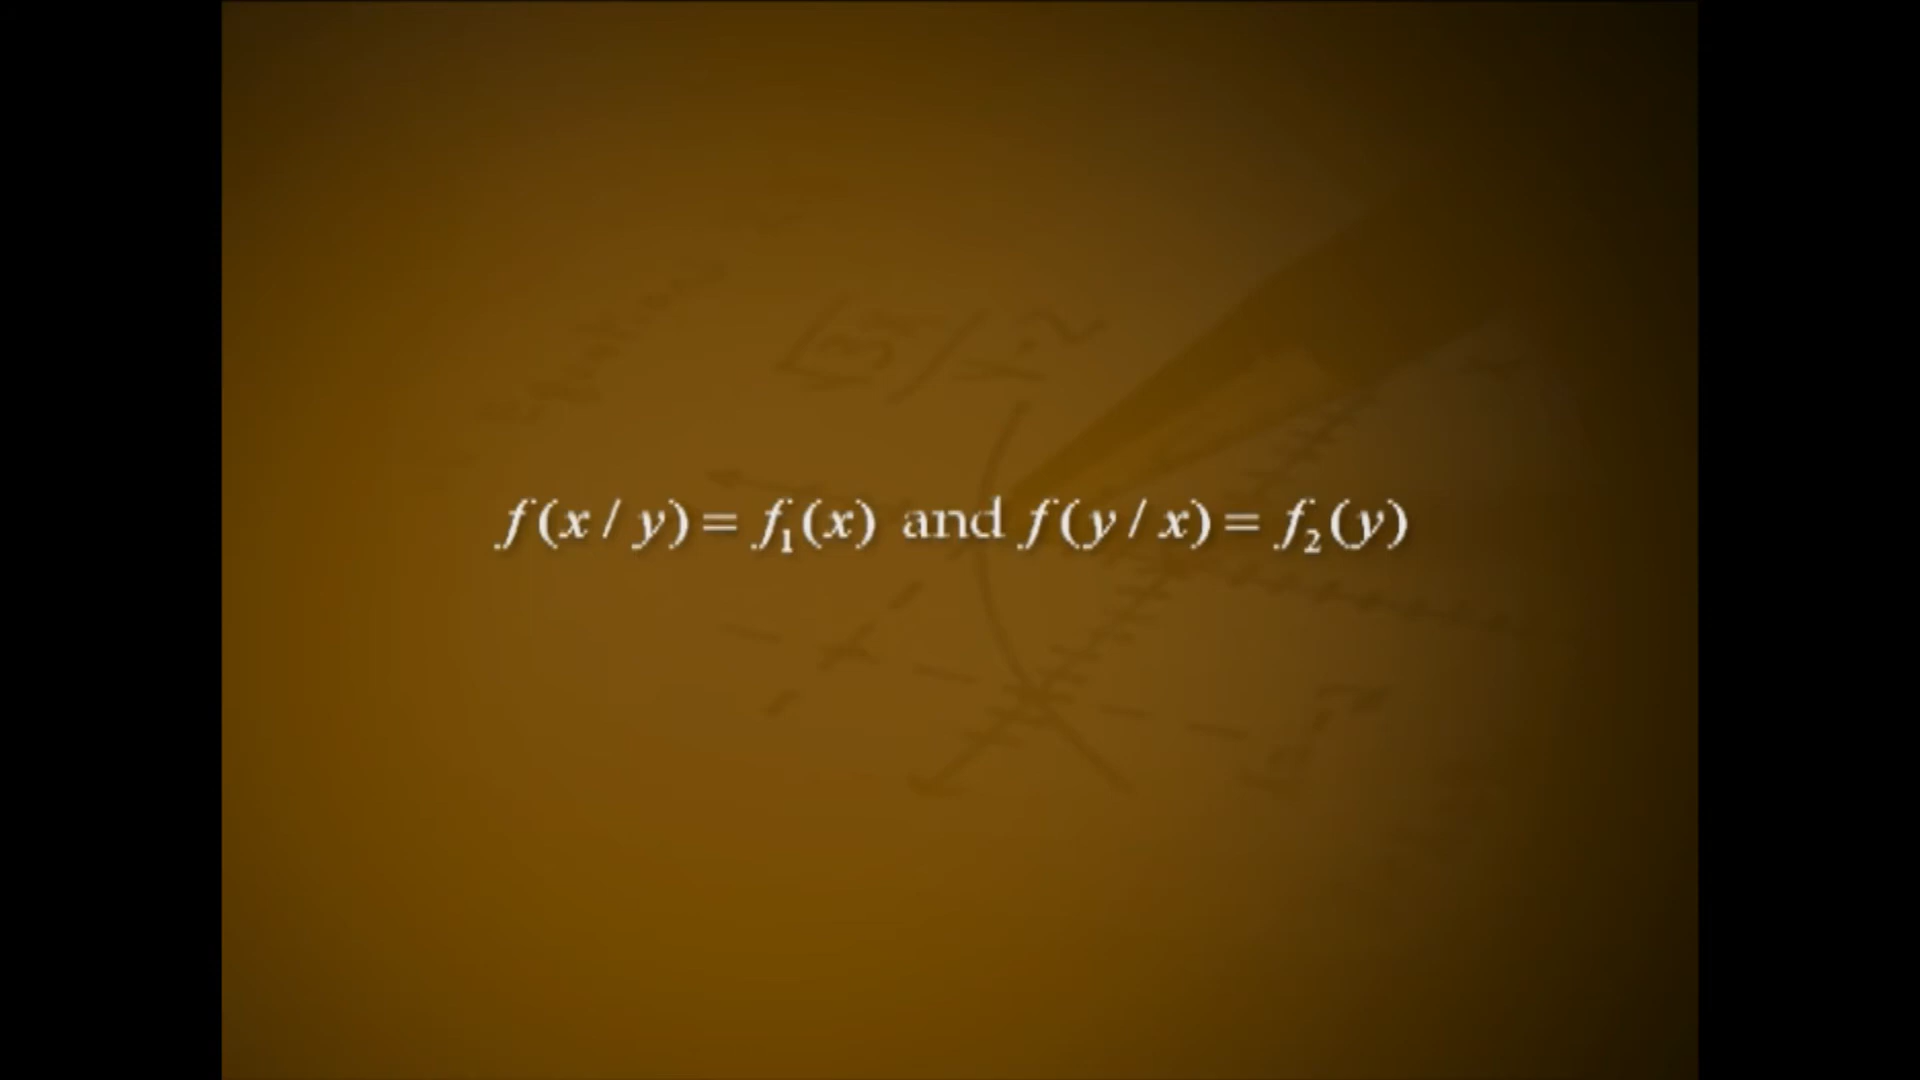 f(x / y) = f₁(x) and f(y / x) = f₂(y)